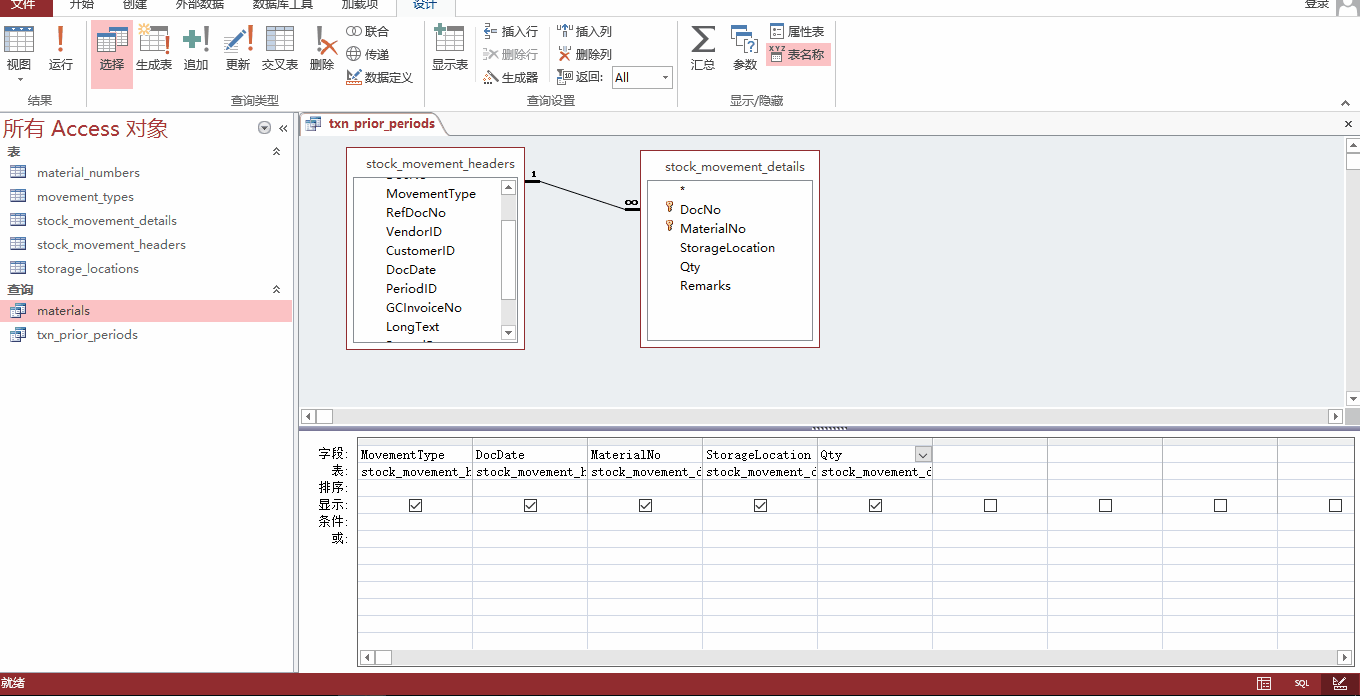 文件 开始 创建 外部数据 数据库工具 加载项 设计 登录
视图 运行 选择 生成表 追加 更新 交叉表 删除 联合 传递 数据定义 显示表 插入行 删除行 生成器 插入列 删除列 返回: All 汇总 参数 属性表 表名称
结果 查询类型 查询设置 显示/隐藏
所有 Access 对象 «
表
material_numbers
movement_types
stock_movement_details
stock_movement_headers
storage_locations
查询
materials
txn_prior_periods
txn_prior_periods
stock_movement_headers
MovementType
RefDocNo
VendorID
CustomerID
DocDate
PeriodID
GCInvoiceNo
LongText
1 ∞
stock_movement_details
*
DocNo
MaterialNo
StorageLocation
Qty
Remarks
字段: MovementType DocDate MaterialNo StorageLocation Qty
表: stock_movement_h stock_movement_h stock_movement_d stock_movement_d stock_movement_d
排序:
显示:
条件:
或:
就绪 SQL